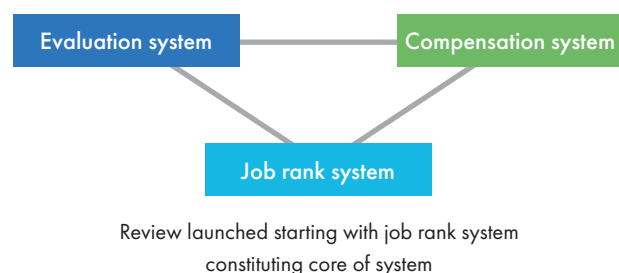 Evaluation system
Compensation system
Job rank system
Review launched starting with job rank system
constituting core of system